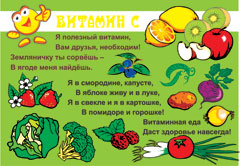 ВИТАМИН С
Я полезный витамин,
Вам друзья, необходим!
Земляничку ты сорвёшь –
В ягоде меня найдёшь.
Я в смородине, капусте,
В яблоке живу и в луке,
Я в свекле и я в картошке,
В помидоре и горошке!
Витаминная еда
Даст здоровье навсегда!